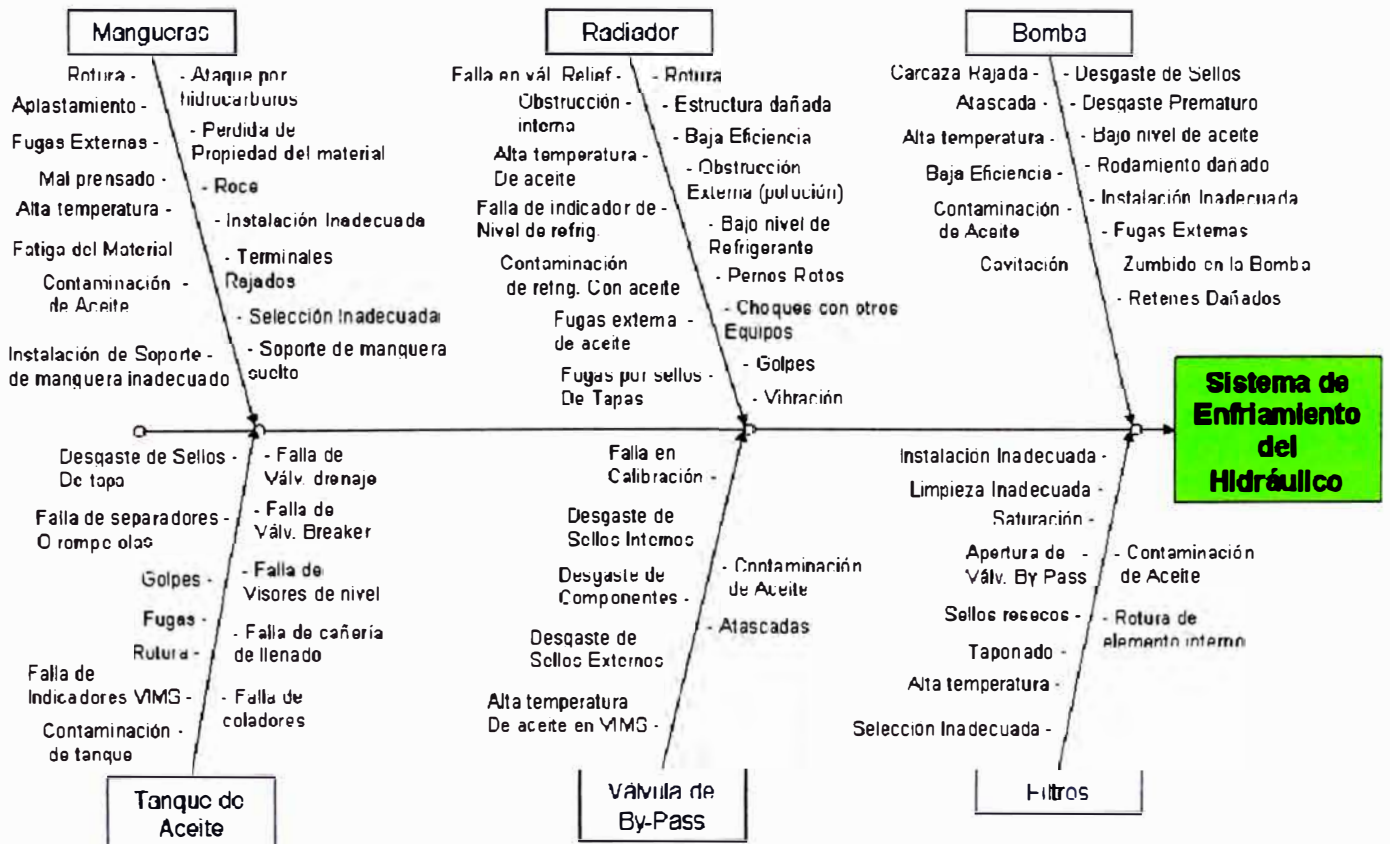 Mangueras
Rotura -
Aplastamiento -
Fugas Externas -
Mal prensado -
Alta temperatura -
Fatiga del Material
Contaminación -
de Aceite
Instalación de Soporte -
de manguera inadecuado
- Ataque por
hidrocarburos
- Perdida de
Propiedad del material
- Roce
- Instalación Inadecuada
- Terminales
Rajados
- Selección Inadecuada
- Soporte de manguera
suelto
Radiador
Falla en vál. Relief -
Obstrucción
interna
Alta temperatura -
De aceite
Falla de indicador de -
Nivel de refrig.
Contaminación
de refrig. Con aceite
Fugas externa -
de aceite
Fugas por sellos -
De Tapas
- Rotura
- Estructura dañada
- Baja Eficiencia
- Obstrucción
Externa (polución)
- Bajo nivel de
Refrigerante
- Pernos Rotos
- Choques con otros
Equipos
- Golpes
- Vibración
Bomba
Carcaza Rajada -
Atascada -
Alta temperatura -
Baja Eficiencia -
Contaminación -
de Aceite
Cavitación
- Desgaste de Sellos
- Desgaste Prematuro
- Bajo nivel de aceite
- Rodamiento dañado
- Instalación Inadecuada
- Fugas Externas
Zumbido en la Bomba
- Retenes Dañados
Sistema de
Enfriamiento
del
Hidráulico
Desgaste de Sellos -
De tapa
Falla de separadores -
O rompe olas
Golpes -
Fugas -
Rutura -
Falla de
Indicadores VIMS -
Contaminación -
de tanque
- Falla de
Válv. drenaje
- Falla de
Válv. Breaker
- Falla de
Visores de nivel
- Falla de cañería
de llenado
- Falla de
coladores
Tanque de
Aceite
Falla en
Calibración -
Desgaste de
Sellos Internos
Desgaste de
Componentes -
Desgaste de
Sellos Externos
Alta temperatura
De aceite en VIMS -
- Contaminación
de Aceite
- Atascadas
Válvula de
By-Pass
Instalación Inadecuada -
Limpieza Inadecuada -
Saturación -
Apertura de -
Válv. By Pass
Sellos resecos -
Taponado -
Alta temperatura -
Selección Inadecuada -
- Contaminación
de Aceite
- Rotura de
elemento interno
Filtros